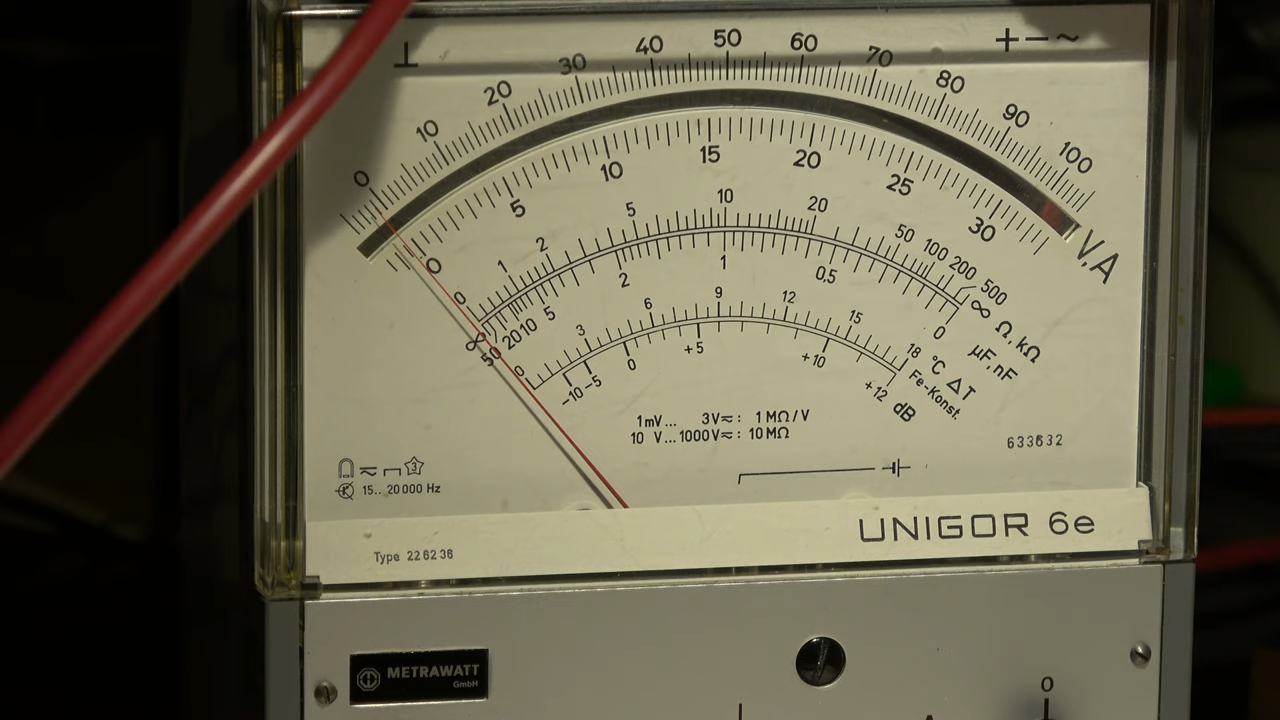 ⊥ + − ~
0 10 20 30 40 50 60 70 80 90 100
0 5 10 15 20 25 30 V,A
0 1 2 5 10 20 50 100 200 500 ∞ Ω, kΩ
∞ 50 20 10 5 2 1 0,5 0 µF,nF
0 3 6 9 12 15 18 °C ΔT
Fe-Konst.
-10 -5 0 +5 +10 +12 dB
1mV... 3V≂: 1MΩ/V
10 V...1000V≂: 10MΩ
633632
≂ 3
15...20000 Hz
UNIGOR 6e
Type 226236
METRAWATT
GmbH
0